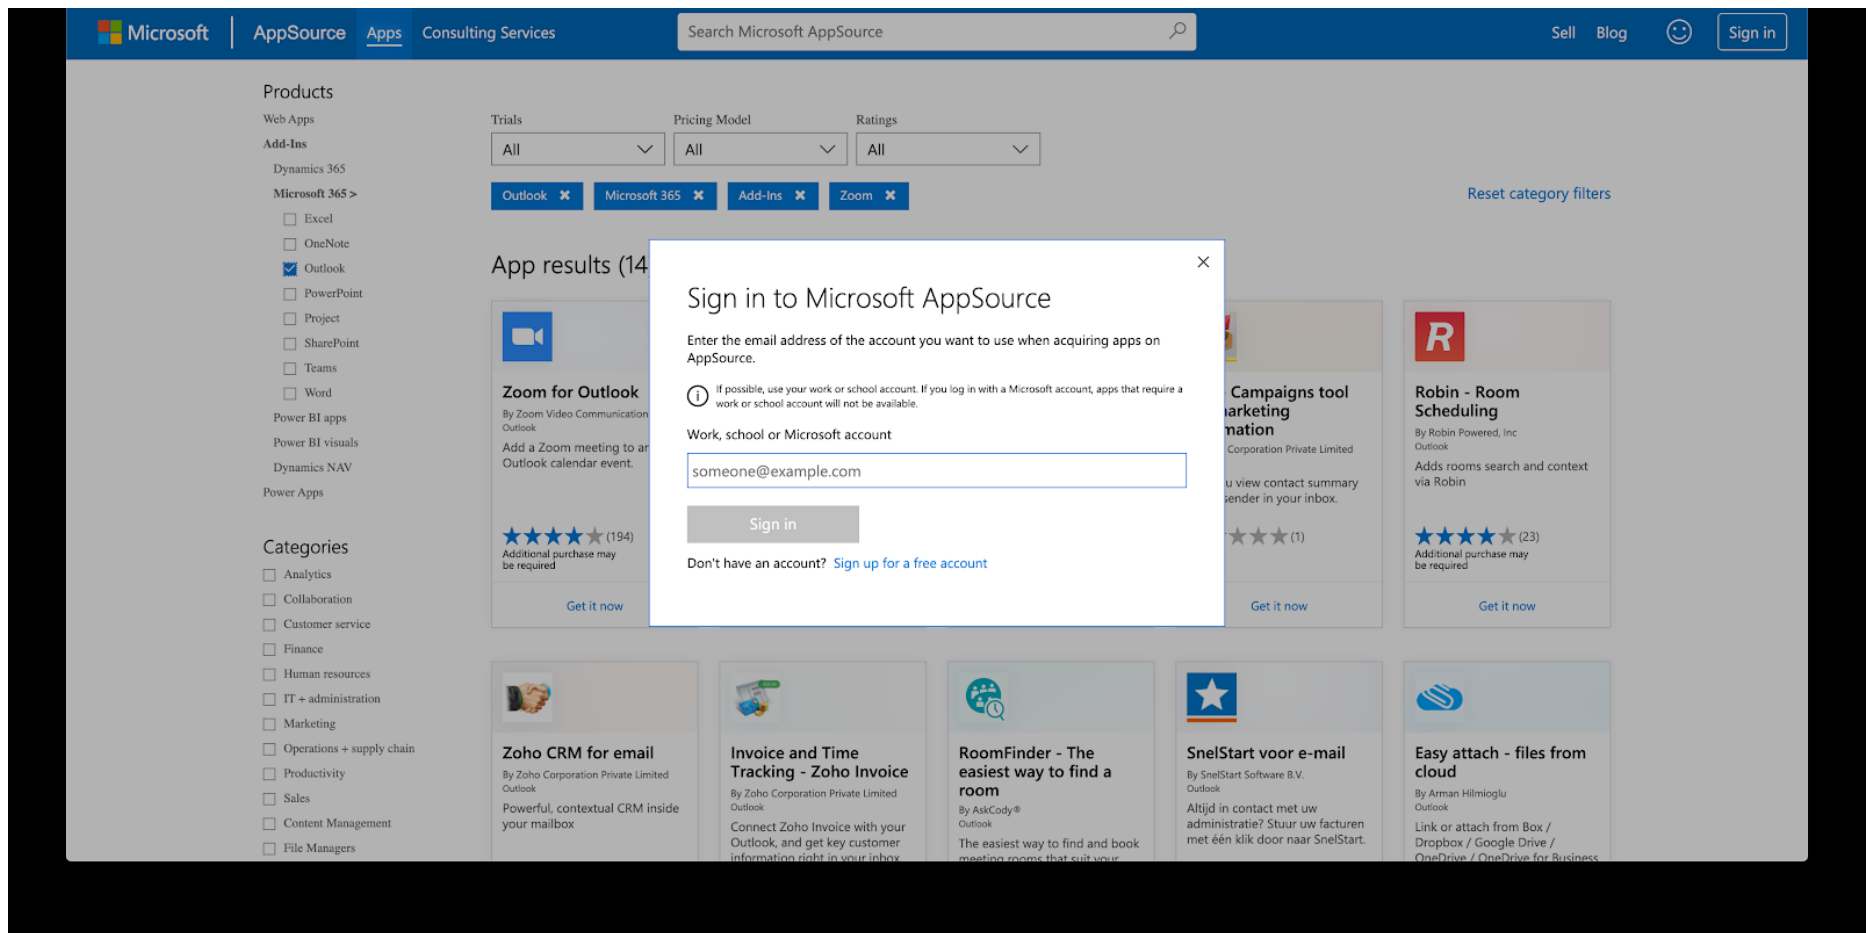 Microsoft
AppSource
Apps
Consulting Services
Search Microsoft AppSource
Sell
Blog
Sign in
Products
Web Apps
Add-Ins
Dynamics 365
Microsoft 365 >
Excel
OneNote
Outlook
PowerPoint
Project
SharePoint
Teams
Word
Power BI apps
Power BI visuals
Dynamics NAV
Power Apps
Categories
Analytics
Collaboration
Customer service
Finance
Human resources
IT + administration
Marketing
Operations + supply chain
Productivity
Sales
Content Management
File Managers
Trials
Pricing Model
Ratings
All
All
All
Outlook
Microsoft 365
Add-Ins
Zoom
Reset category filters
App results (14
Sign in to Microsoft AppSource
Enter the email address of the account you want to use when acquiring apps on
AppSource.
If possible, use your work or school account. If you log in with a Microsoft account, apps that require a
work or school account will not be available.
Work, school or Microsoft account
someone@example.com
Sign in
Don't have an account? Sign up for a free account
Zoom for Outlook
By Zoom Video Communication
Outlook
Add a Zoom meeting to
Outlook calendar event.
(194)
Additional purchase may
be required
Get it now
Campaigns tool
Corporation Private Limited
view contact summary
in your inbox.
(1)
Get it now
R
Robin - Room
Scheduling
By Robin Powered, Inc
Outlook
Adds rooms search and context
via Robin
(23)
Additional purchase may
be required
Get it now
Zoho CRM for email
By Zoho Corporation Private Limited
Outlook
Powerful, contextual CRM inside
your mailbox
Invoice and Time
Tracking - Zoho Invoice
By Zoho Corporation Private Limited
Outlook
Connect Zoho Invoice with your
Outlook, and get key customer
information right in your inbox
RoomFinder - The
easiest way to find a
room
By AskCody®
Outlook
The easiest way to find and book
meeting rooms that suit your
SnelStart voor e-mail
By SnelStart Software B.V.
Outlook
Altijd in contact met uw
administratie? Stuur uw facturen
met één klik door naar SnelStart.
Easy attach - files from
cloud
By Arman Hilmioglu
Outlook
Link or attach from Box /
Dropbox / Google Drive /
OneDrive / OneDrive for Business